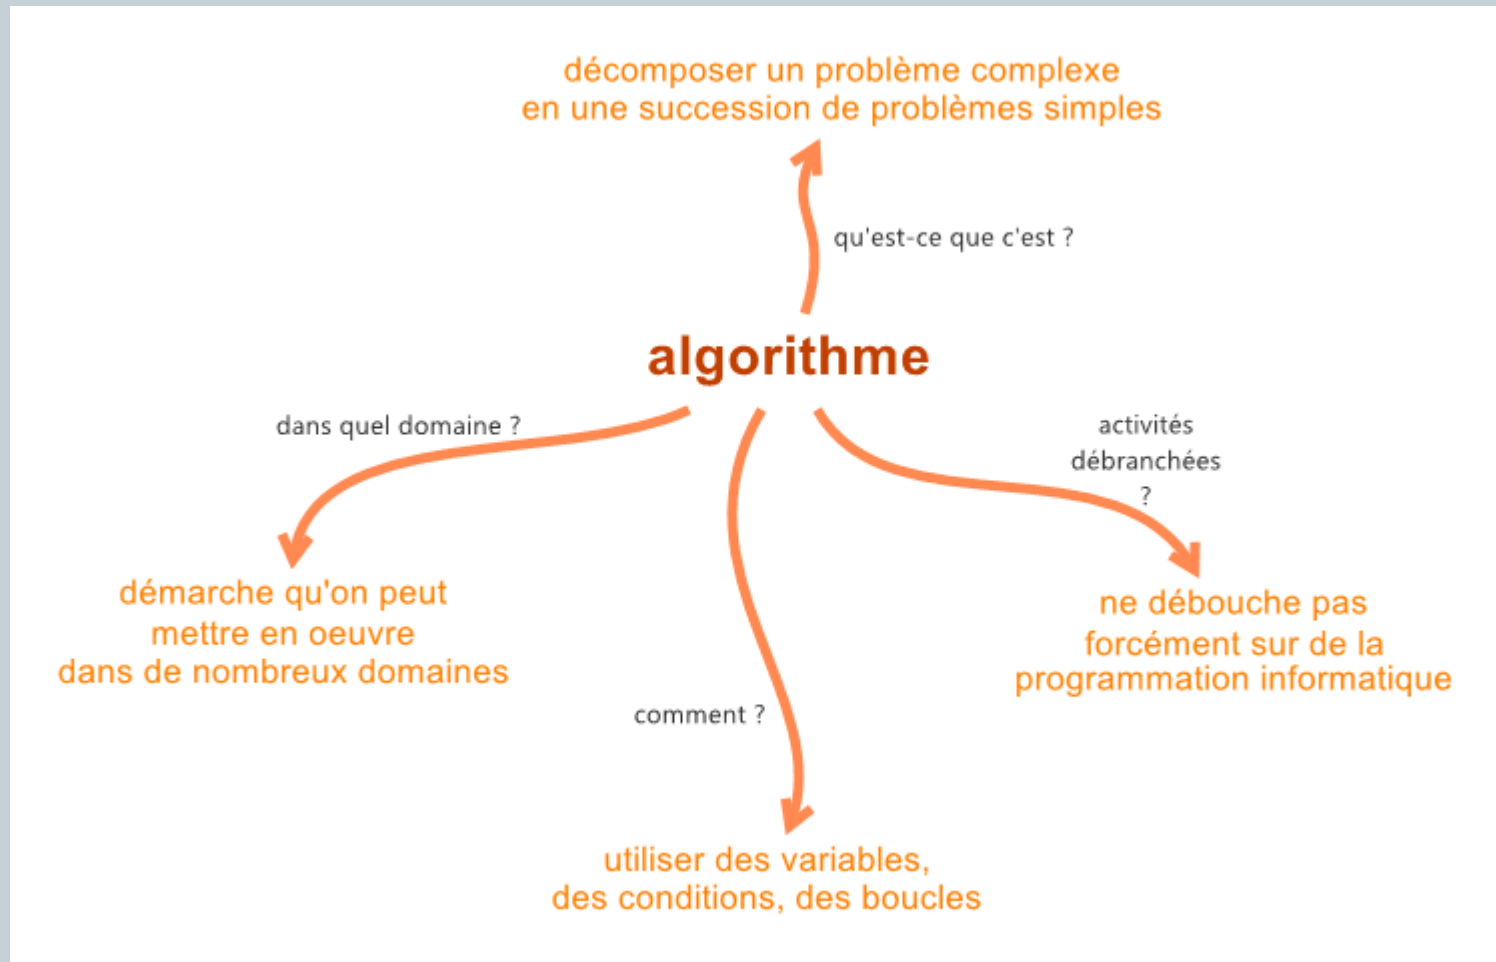 décomposer un problème complexe
en une succession de problèmes simples
qu'est-ce que c'est ?
algorithme
dans quel domaine ?
démarche qu'on peut
mettre en oeuvre
dans de nombreux domaines
comment ?
utiliser des variables,
des conditions, des boucles
activités
débranchées
?
ne débouche pas
forcément sur de la
programmation informatique